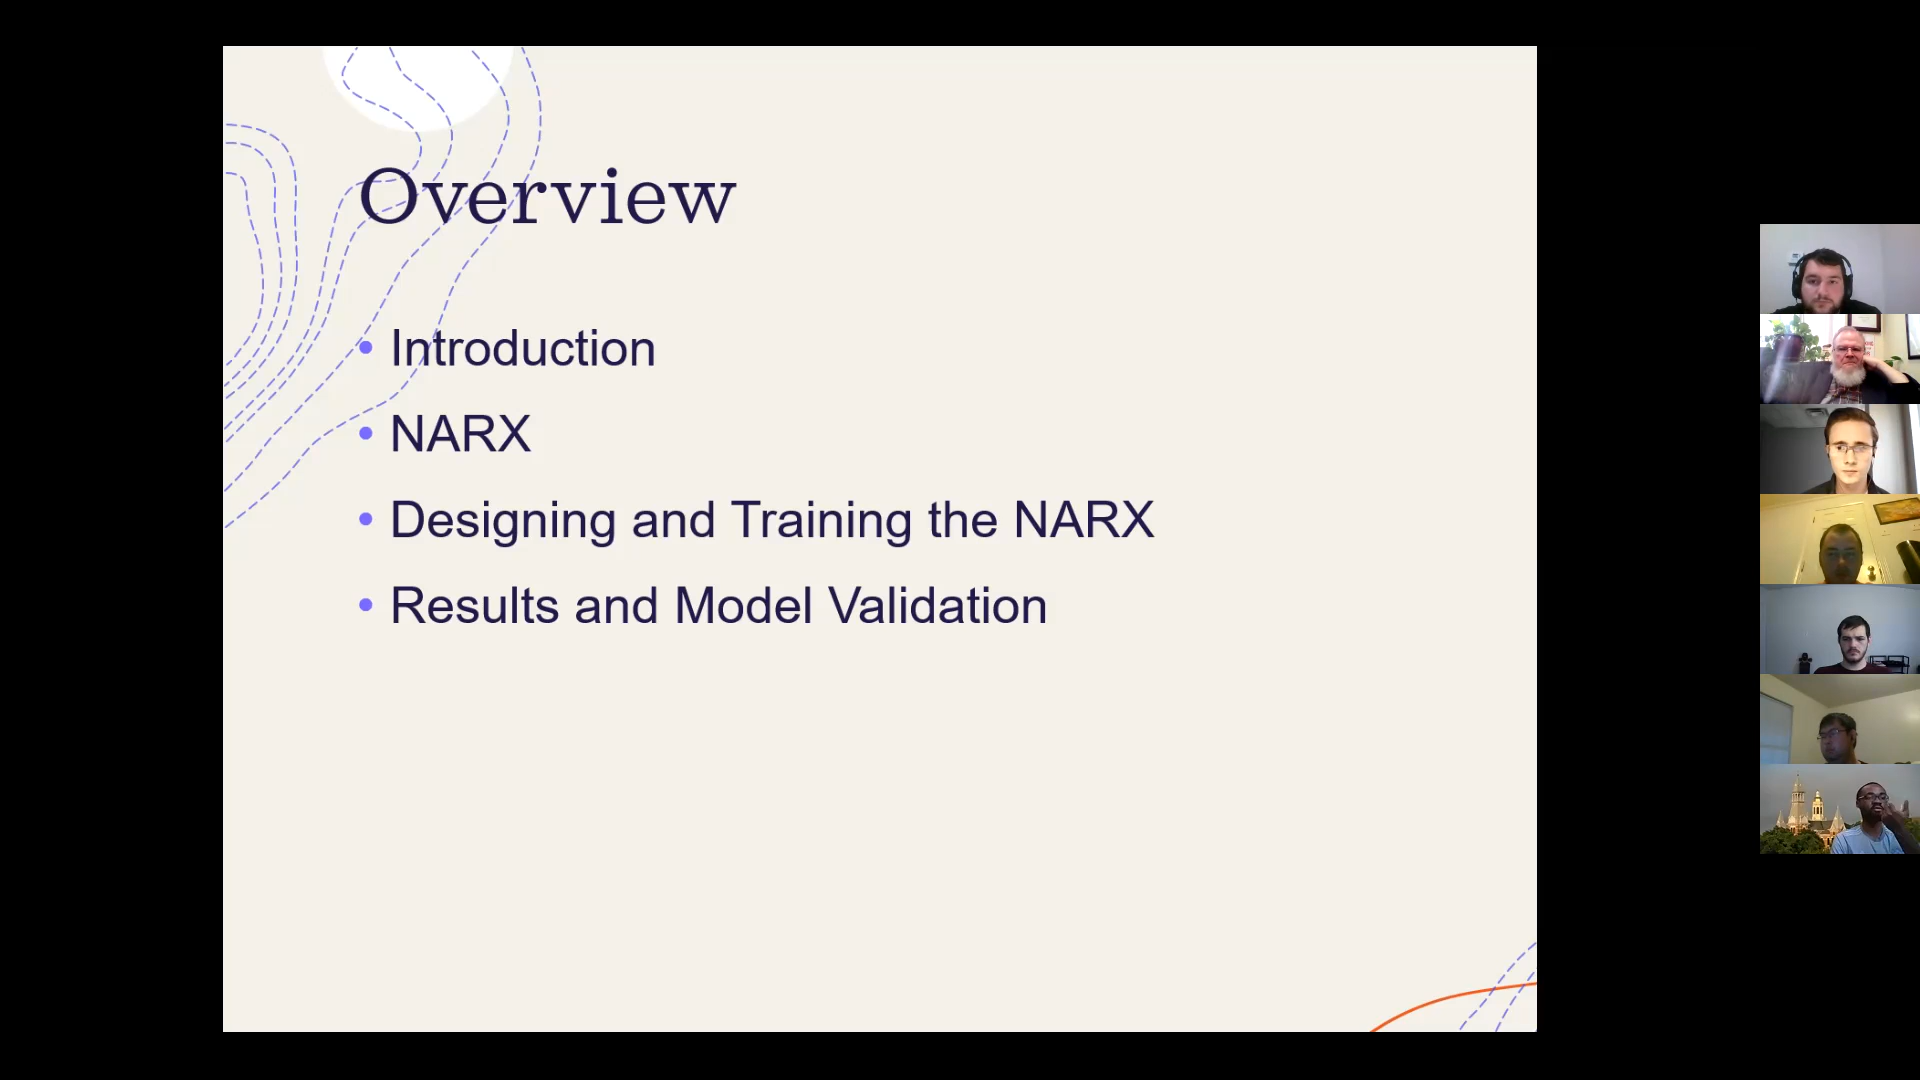 Overview
• Introduction
• NARX
• Designing and Training the NARX
• Results and Model Validation